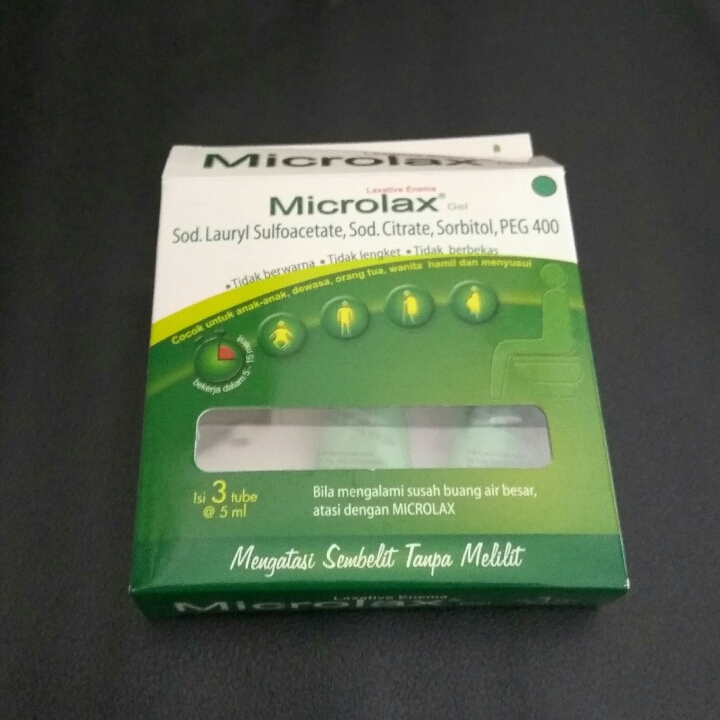 Microlax
Laxative Enema
Microlax® Gel
Sod. Lauryl Sulfoacetate, Sod. Citrate, Sorbitol, PEG 400
• Tidak berwarna • Tidak lengket • Tidak berbekas
Cocok untuk anak-anak, dewasa, orang tua, wanita hamil dan menyusui
bekerja dalam 5 - 15 menit
Isi 3 tube
@ 5 ml
Bila mengalami susah buang air besar,
atasi dengan MICROLAX
Mengatasi Sembelit Tanpa Melilit
Laxative Enema
Microlax®